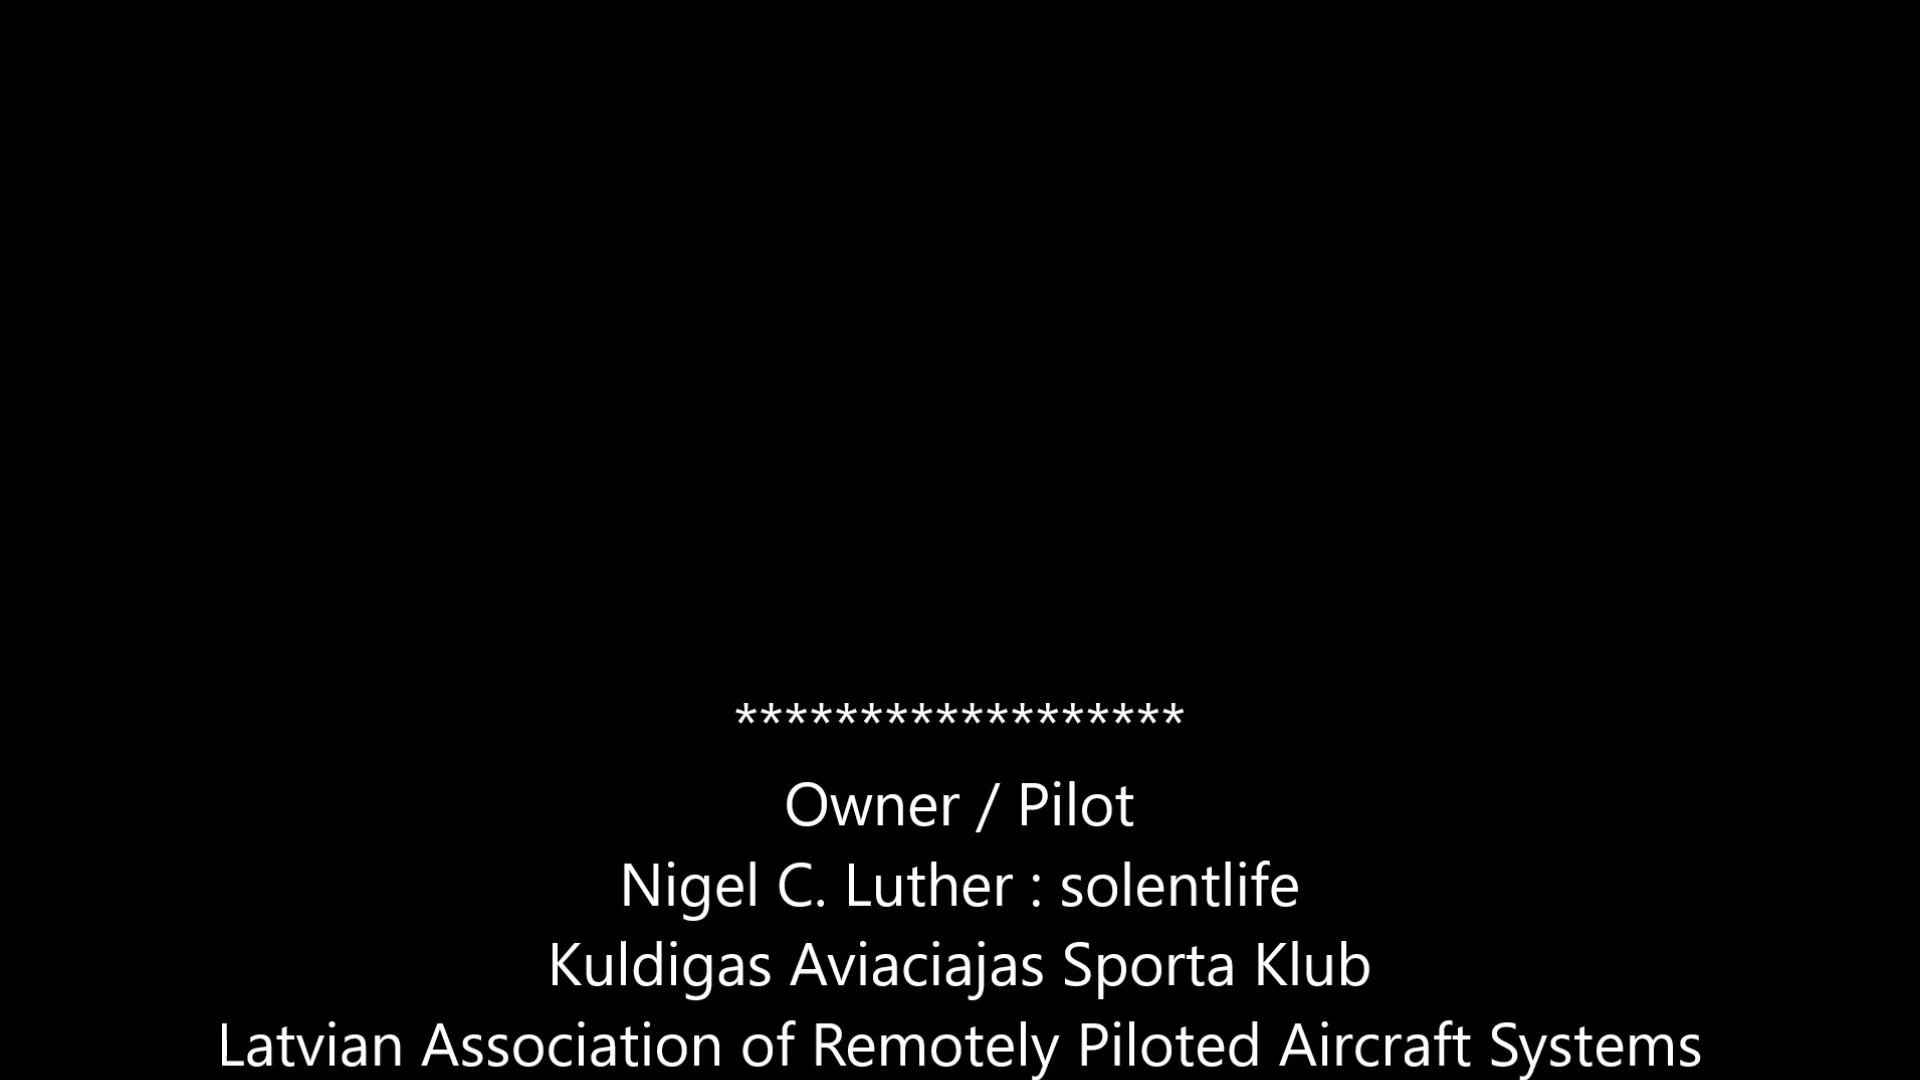 ******************
Owner / Pilot
Nigel C. Luther : solentlife
Kuldigas Aviaciajas Sporta Klub
Latvian Association of Remotely Piloted Aircraft Systems